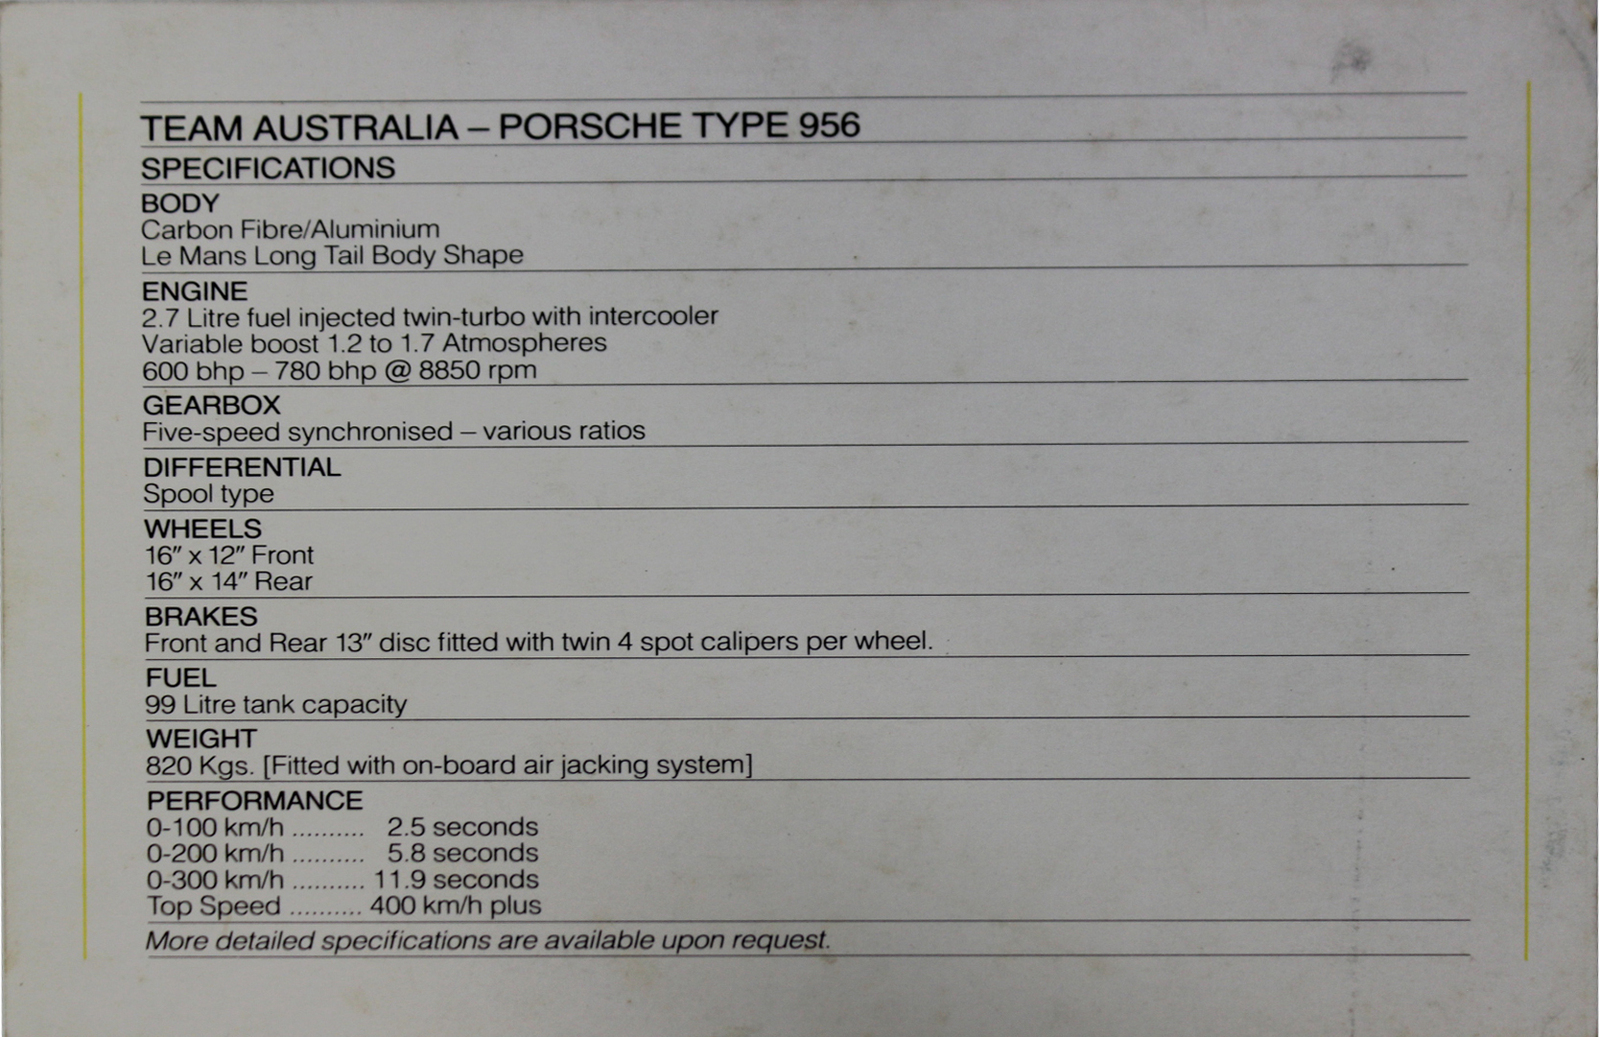 TEAM AUSTRALIA – PORSCHE TYPE 956
SPECIFICATIONS
BODY
Carbon Fibre/Aluminium
Le Mans Long Tail Body Shape
ENGINE
2.7 Litre fuel injected twin-turbo with intercooler
Variable boost 1.2 to 1.7 Atmospheres
600 bhp – 780 bhp @ 8850 rpm
GEARBOX
Five-speed synchronised – various ratios
DIFFERENTIAL
Spool type
WHEELS
16" x 12" Front
16" x 14" Rear
BRAKES
Front and Rear 13" disc fitted with twin 4 spot calipers per wheel.
FUEL
99 Litre tank capacity
WEIGHT
820 Kgs. [Fitted with on-board air jacking system]
PERFORMANCE
0-100 km/h .......... 2.5 seconds
0-200 km/h .......... 5.8 seconds
0-300 km/h .......... 11.9 seconds
Top Speed .......... 400 km/h plus
More detailed specifications are available upon request.